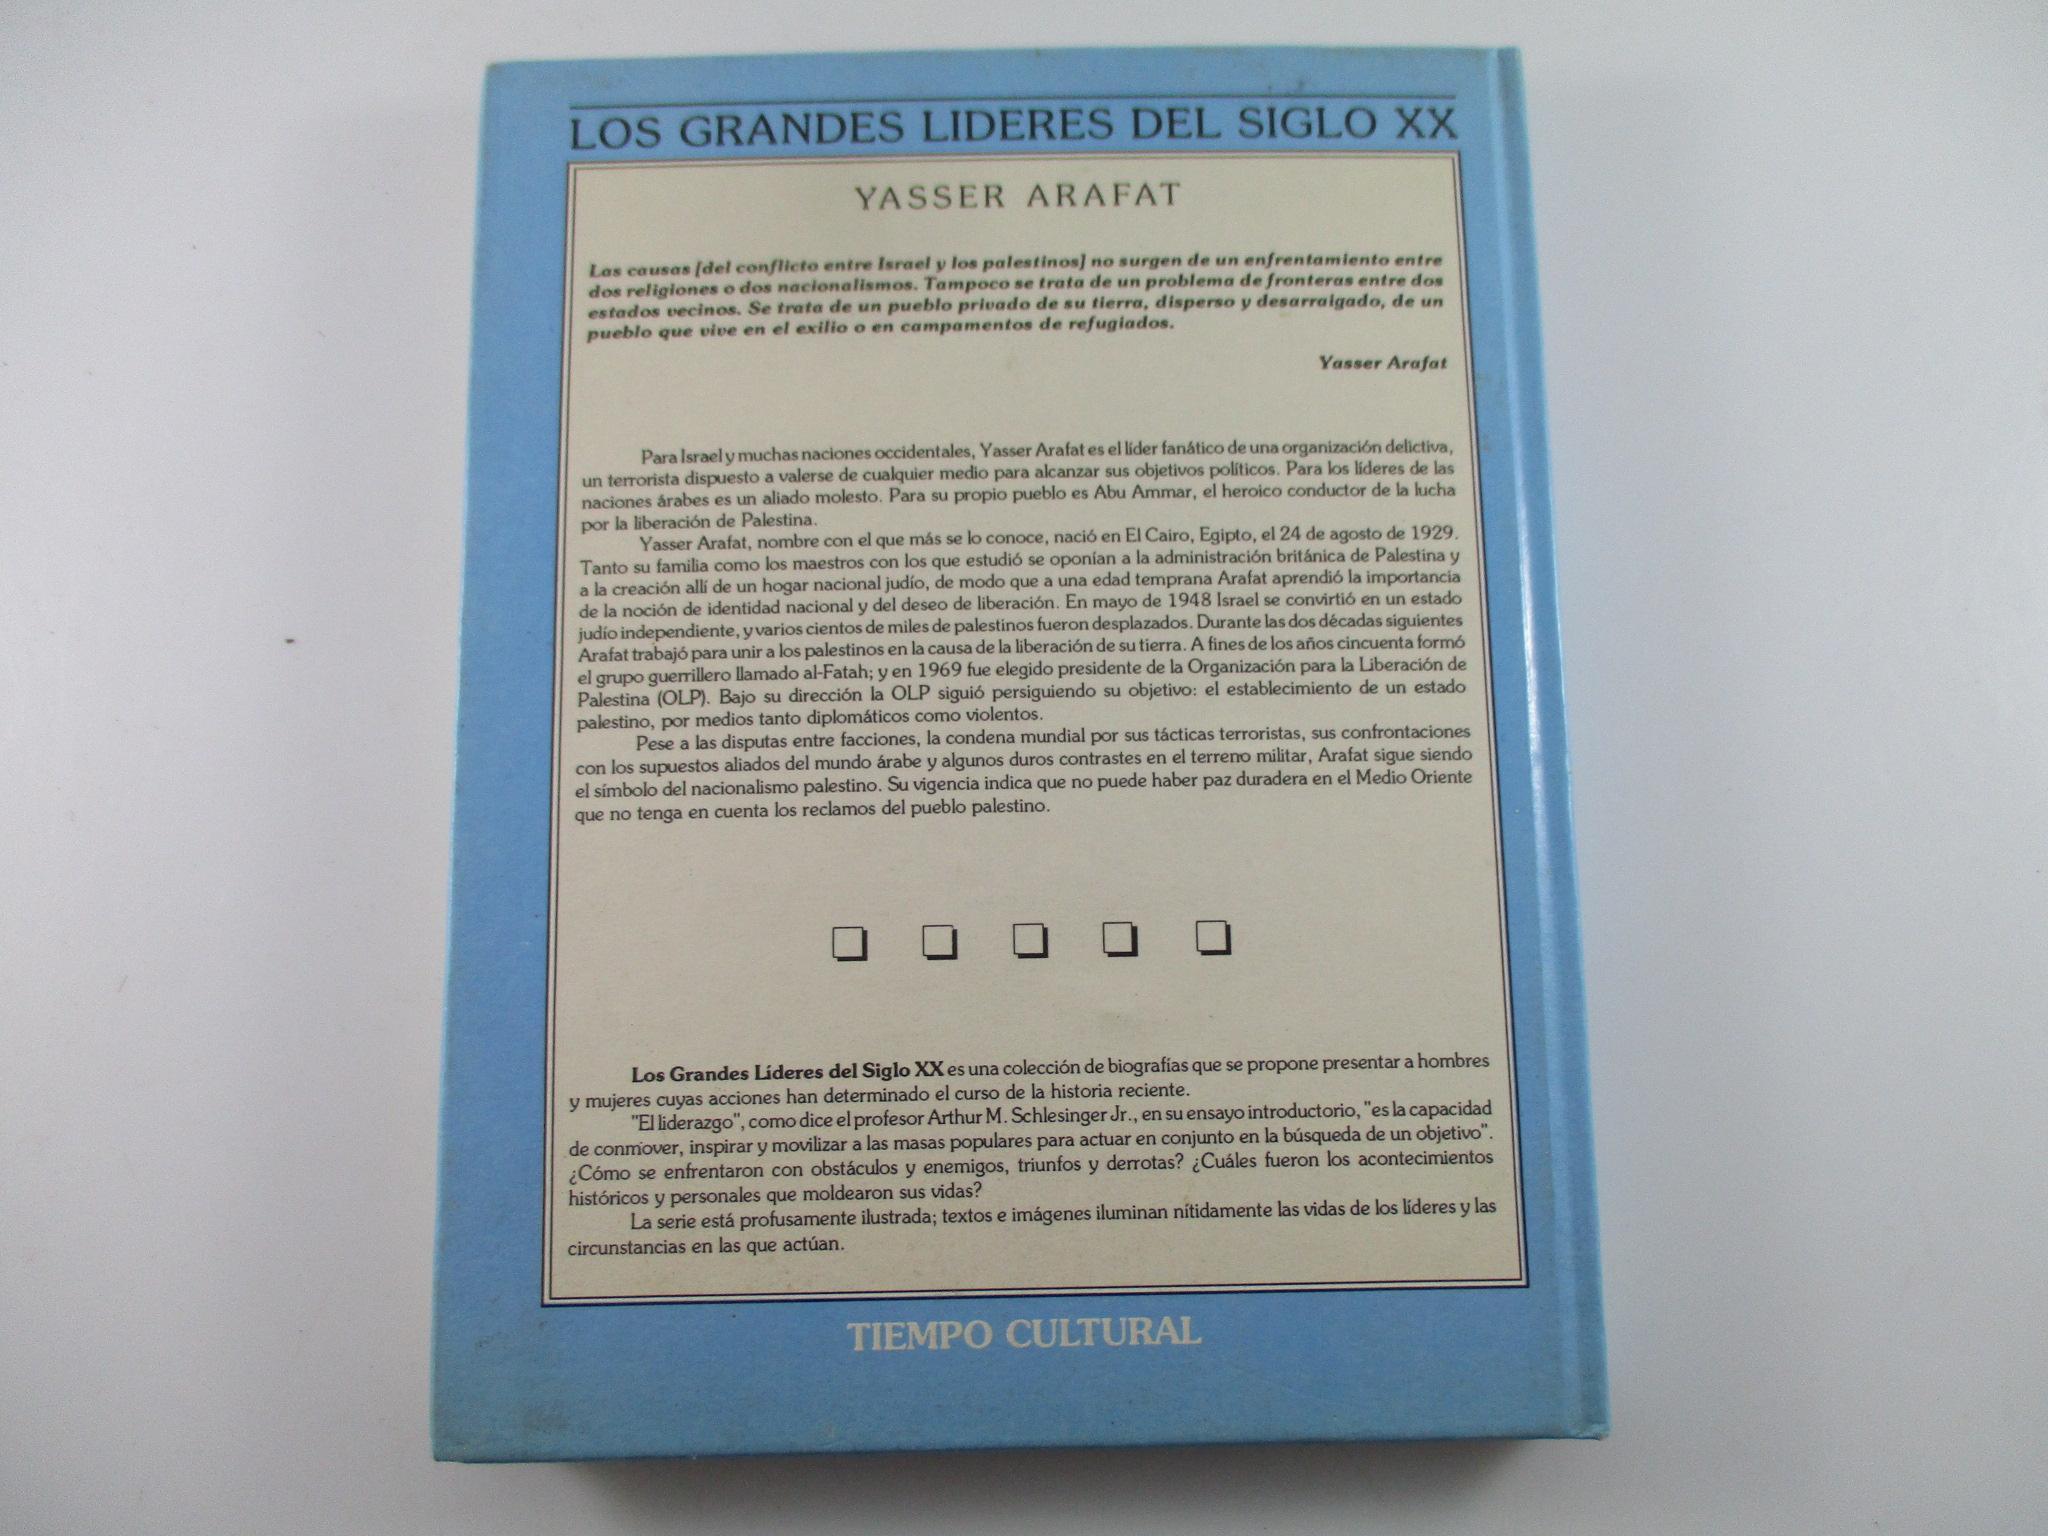 LOS GRANDES LIDERES DEL SIGLO XX
YASSER ARAFAT
Las causas [del conflicto entre Israel y los palestinos] no surgen de un enfrentamiento entre
dos religiones o dos nacionalismos. Tampoco se trata de un problema de fronteras entre dos
estados vecinos. Se trata de un pueblo privado de su tierra, disperso y desarraigado, de un
pueblo que vive en el exilio o en campamentos de refugiados.
Yasser Arafat
Para Israel y muchas naciones occidentales, Yasser Arafat es el líder fanático de una organización delictiva,
un terrorista dispuesto a valerse de cualquier medio para alcanzar sus objetivos políticos. Para los líderes de las
naciones árabes es un aliado molesto. Para su propio pueblo es Abu Ammar, el heroico conductor de la lucha
por la liberación de Palestina.
Yasser Arafat, nombre con el que más se lo conoce, nació en El Cairo, Egipto, el 24 de agosto de 1929.
Tanto su familia como los maestros con los que estudió se oponían a la administración británica de Palestina y
a la creación allí de un hogar nacional judío, de modo que a una edad temprana Arafat aprendió la importancia
de la noción de identidad nacional y del deseo de liberación. En mayo de 1948 Israel se convirtió en un estado
judío independiente, y varios cientos de miles de palestinos fueron desplazados. Durante las dos décadas siguientes
Arafat trabajó para unir a los palestinos en la causa de la liberación de su tierra. A fines de los años cincuenta formó
el grupo guerrillero llamado al-Fatah; y en 1969 fue elegido presidente de la Organización para la Liberación de
Palestina (OLP). Bajo su dirección la OLP siguió persiguiendo su objetivo: el establecimiento de un estado
palestino, por medios tanto diplomáticos como violentos.
Pese a las disputas entre facciones, la condena mundial por sus tácticas terroristas, sus confrontaciones
con los supuestos aliados del mundo árabe y algunos duros contrastes en el terreno militar, Arafat sigue siendo
el símbolo del nacionalismo palestino. Su vigencia indica que no puede haber paz duradera en el Medio Oriente
que no tenga en cuenta los reclamos del pueblo palestino.
Los Grandes Líderes del Siglo XX es una colección de biografías que se propone presentar a hombres
y mujeres cuyas acciones han determinado el curso de la historia reciente.
"El liderazgo", como dice el profesor Arthur M. Schlesinger Jr., en su ensayo introductorio, "es la capacidad
de conmover, inspirar y movilizar a las masas populares para actuar en conjunto en la búsqueda de un objetivo".
¿Cómo se enfrentaron con obstáculos y enemigos, triunfos y derrotas? ¿Cuáles fueron los acontecimientos
históricos y personales que moldearon sus vidas?
La serie está profusamente ilustrada; textos e imágenes iluminan nítidamente las vidas de los líderes y las
circunstancias en las que actúan.
TIEMPO CULTURAL